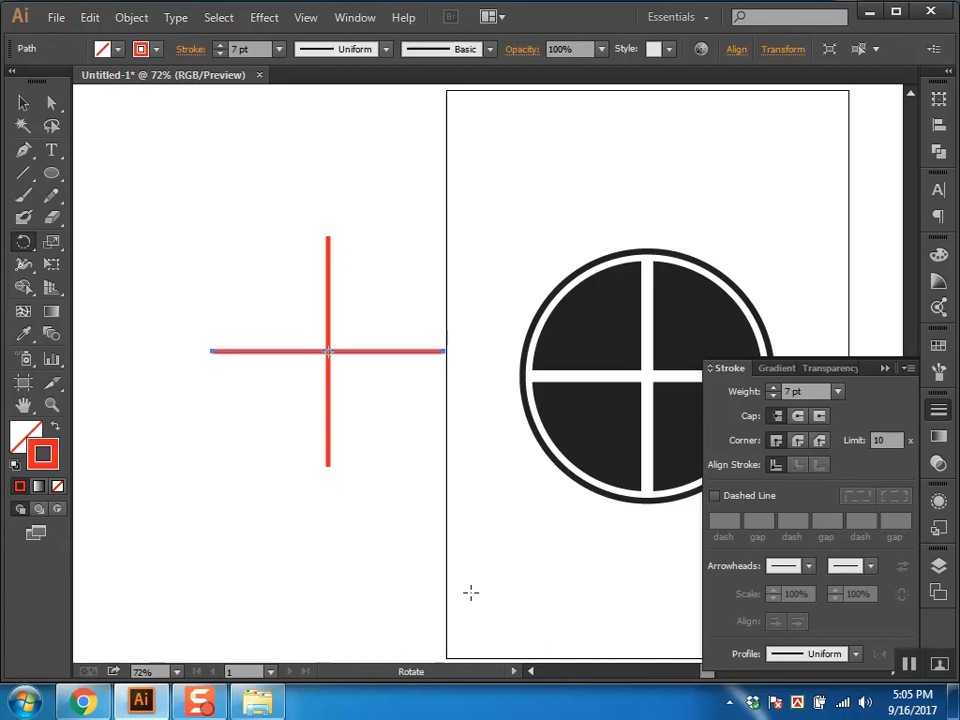 Ai File Edit Object Type Select Effect View Window Help Br Essentials
Path Stroke: 7 pt Uniform Basic Opacity: 100% Style: Align Transform
Untitled-1* @ 72% (RGB/Preview) ×
Stroke Gradient Transparency
Weight: 7 pt
Cap:
Corner: Limit: 10 x
Align Stroke:
Dashed Line
dash gap dash gap dash gap
Arrowheads:
Scale: 100% 100%
Align:
Profile: Uniform
72% 1 Rotate
Ai
5:05 PM
9/16/2017